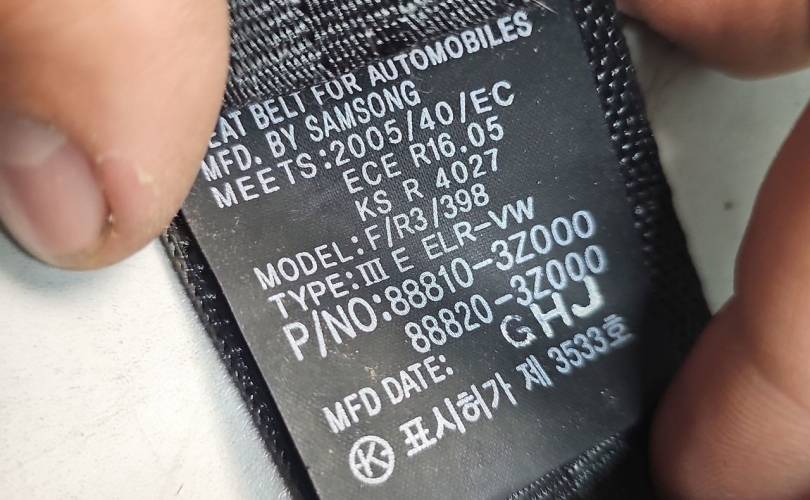 EAT BELT FOR AUTOMOBILES
MFD. BY SAMSONG
MEETS:2005/40/EC
ECE R16.05
KS R 4027
MODEL:F/R3/398
TYPE:Ⅲ E ELR-VW
P/NO:88810-3Z000
88820-3Z000
GHJ
MFD DATE:
K 표시허가 제 3533호